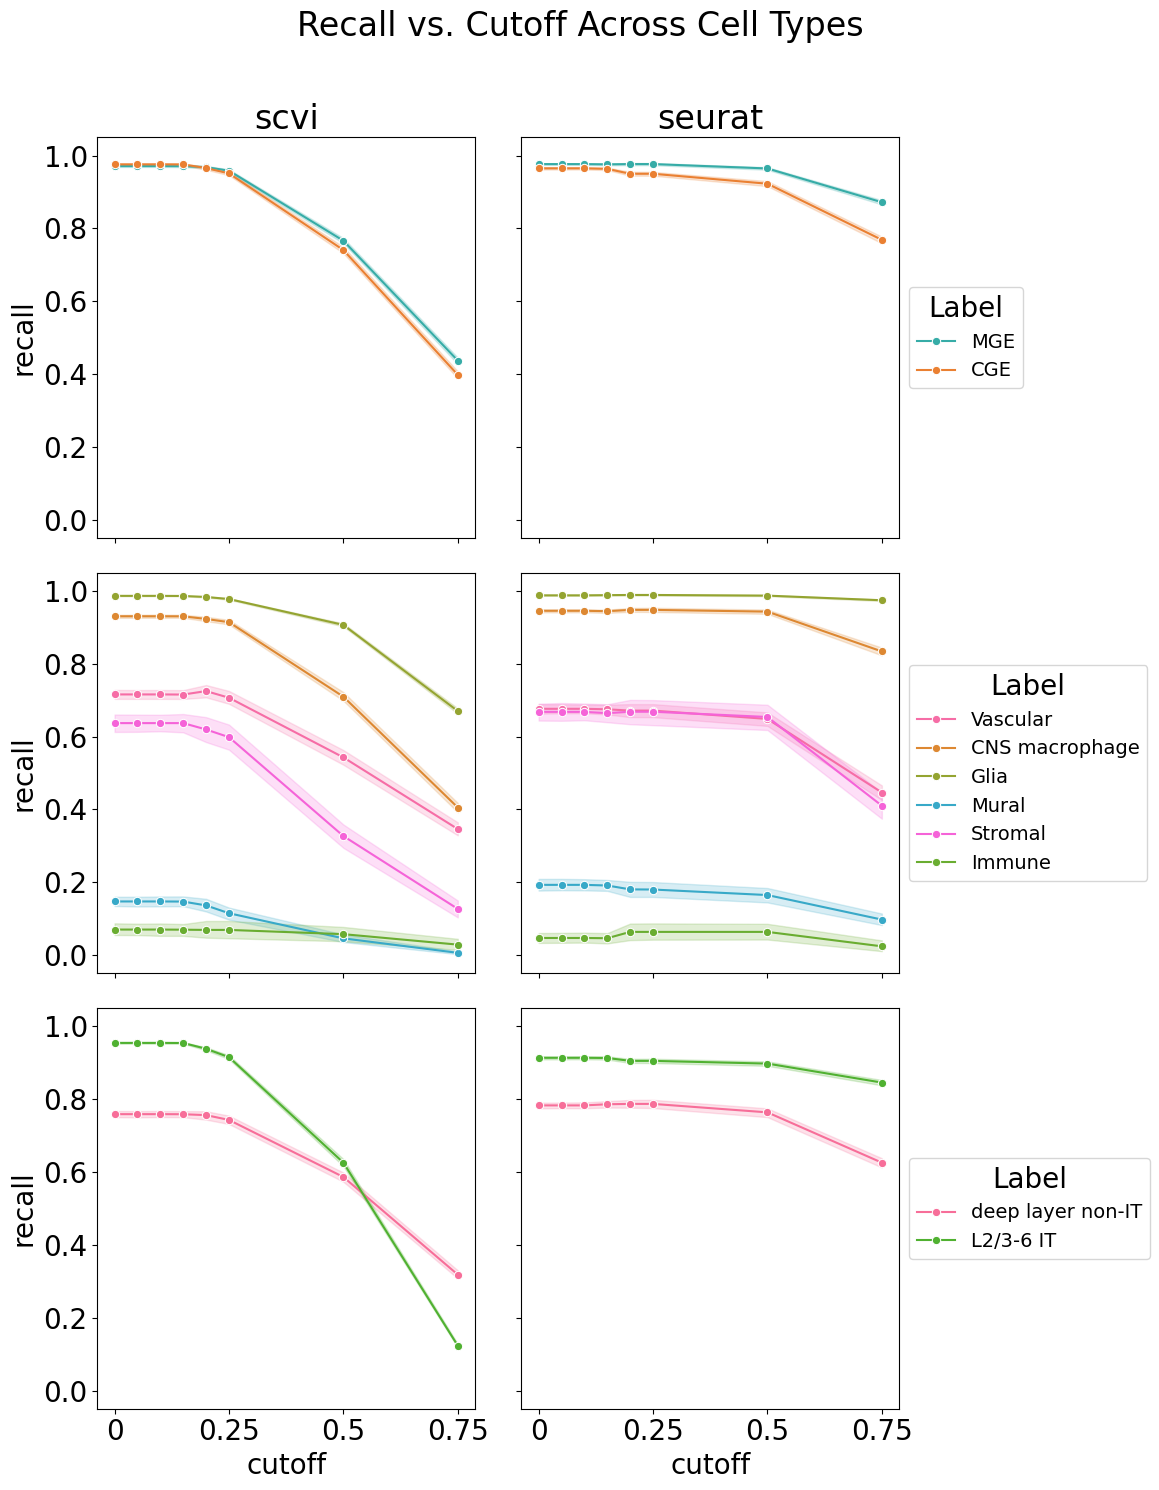 Recall vs. Cutoff Across Cell Types
scvi
seurat
1.0
0.8
0.6
0.4
0.2
0.0
recall
Label
MGE
CGE
1.0
0.8
0.6
0.4
0.2
0.0
recall
Label
Vascular
CNS macrophage
Glia
Mural
Stromal
Immune
1.0
0.8
0.6
0.4
0.2
0.0
recall
Label
deep layer non-IT
L2/3-6 IT
0 0.25 0.5 0.75
cutoff
0 0.25 0.5 0.75
cutoff